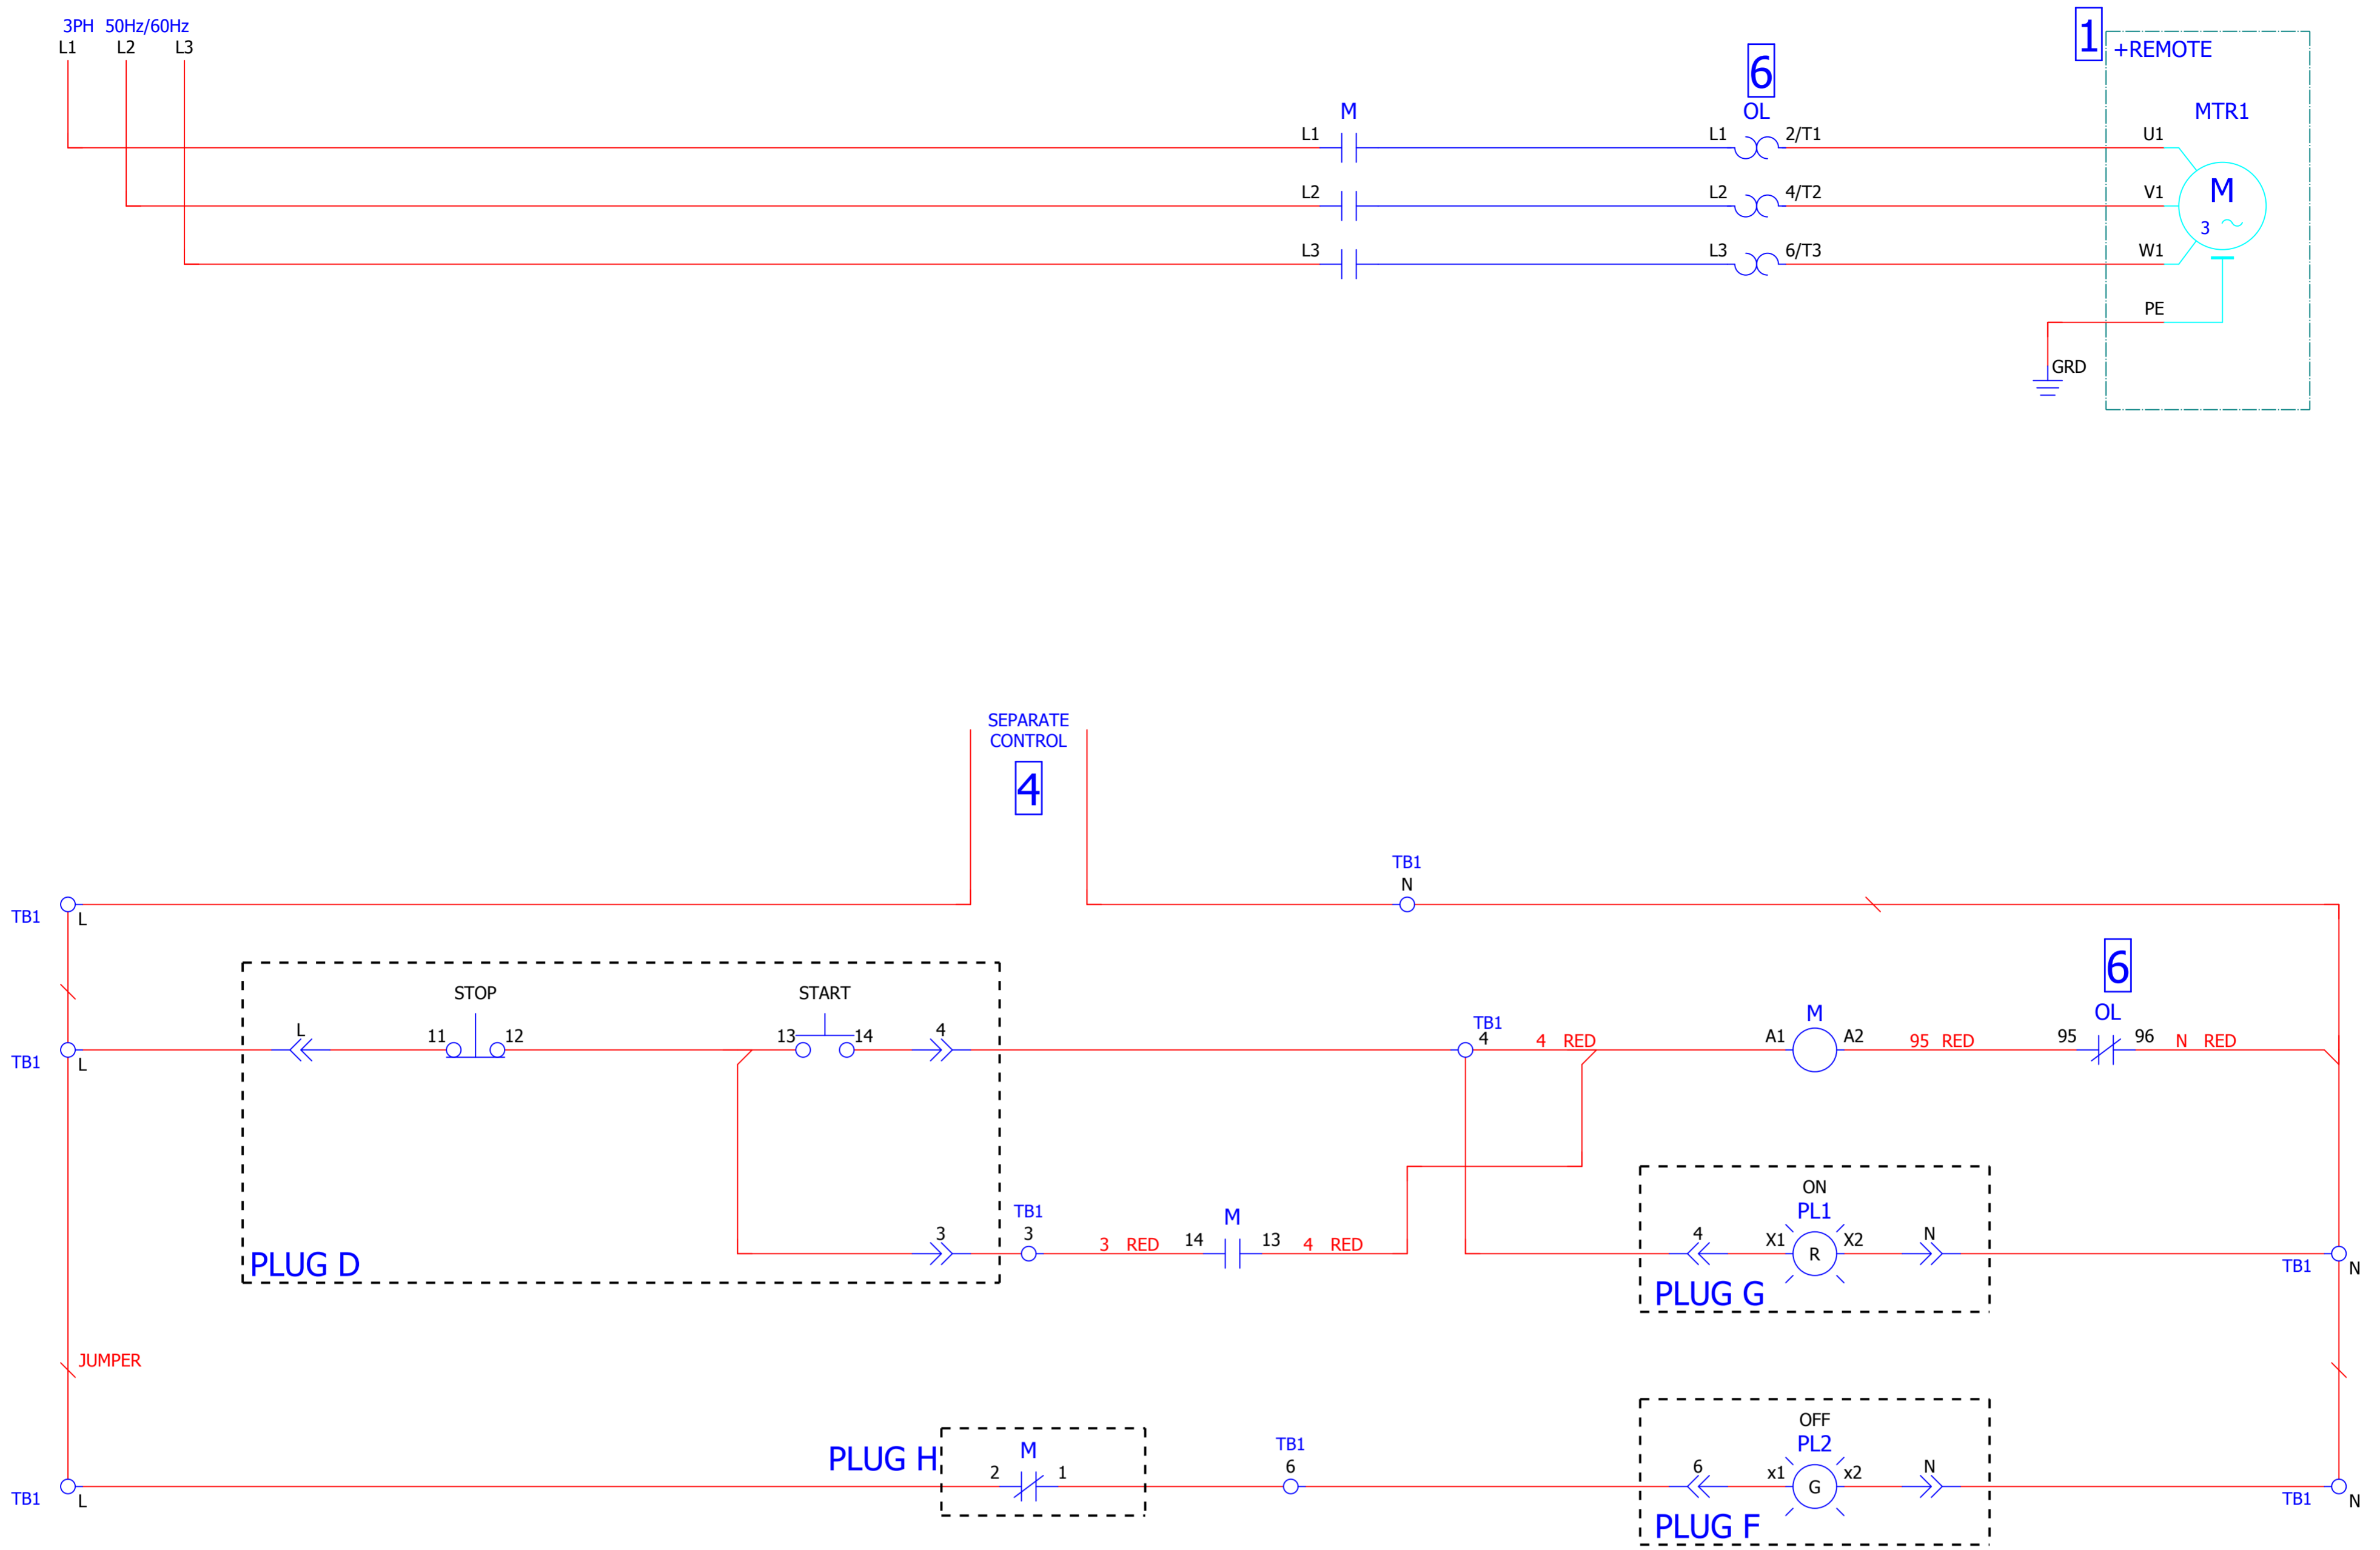 3PH 50Hz/60Hz
L1 L2 L3
1
+REMOTE
6
M OL MTR1
L1 L1 2/T1 U1
M
L2 L2 4/T2 V1
3
L3 L3 6/T3 W1
PE
GRD
SEPARATE
CONTROL
4
TB1
N
TB1 L
6
STOP START
TB1 M OL
L 11 12 13 14 4 4 4 RED A1 A2 95 RED 95 96 N RED
TB1 L
ON
TB1 M PL1
3 3 3 RED 14 13 4 RED 4 X1 R X2 N
PLUG D
TB1 N
PLUG G
JUMPER
OFF
PLUG H M TB1 PL2
2 1 6 6 x1 G x2 N
TB1 L
TB1 N
PLUG F